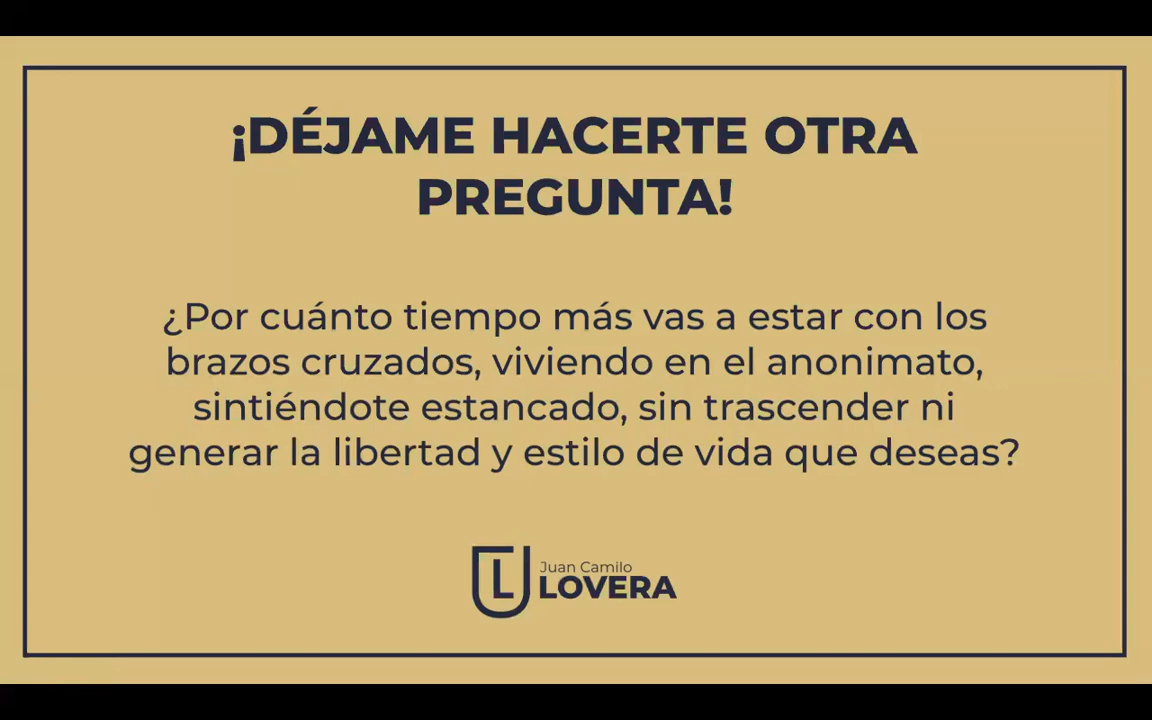 ¡DÉJAME HACERTE OTRA
PREGUNTA!
¿Por cuánto tiempo más vas a estar con los
brazos cruzados, viviendo en el anonimato,
sintiéndote estancado, sin trascender ni
generar la libertad y estilo de vida que deseas?
L
Juan Camilo
LOVERA